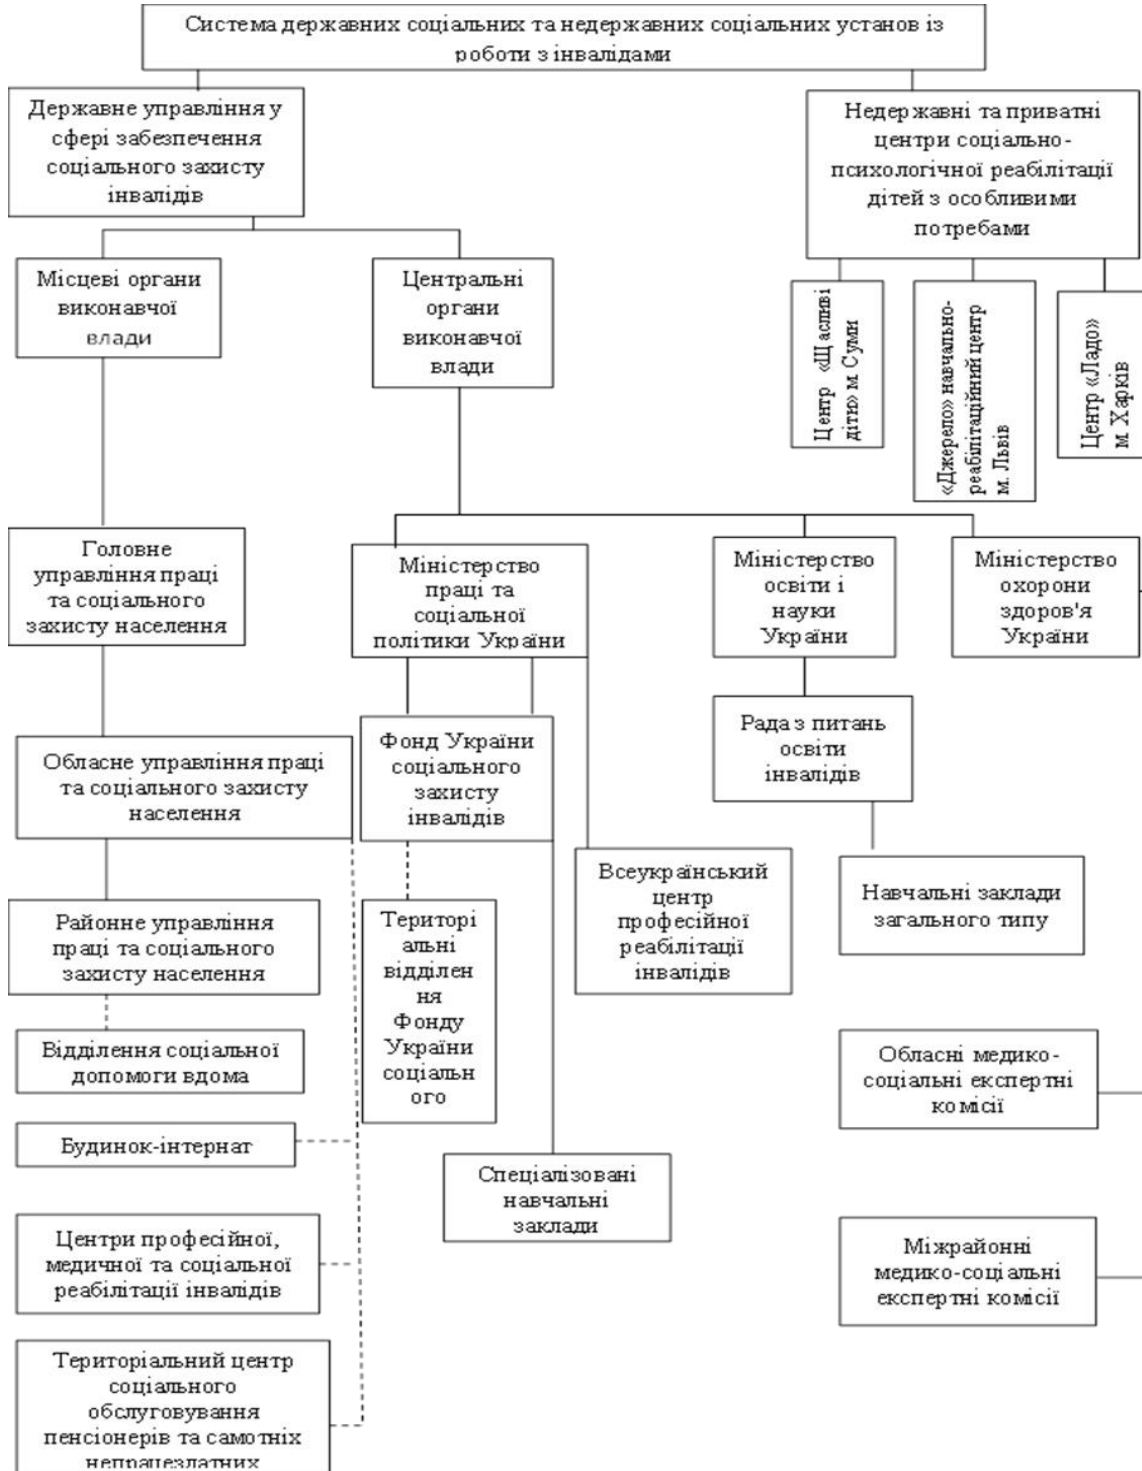 Система державних соціальних та недержавних соціальних установ із
роботи з інвалідами
Державне управління у
сфері забезпечення
соціального захисту
інвалідів
Недержавні та приватні
центри соціально-
психологічної реабілітації
дітей з особливими
потребами
Місцеві органи
виконавчої
влади
Центральні
органи
виконавчої
влади
Центр «Щасливі
діти» м Суми
«Джерело» навчально-
реабілітаційний центр
м. Львів
Центр «Ладо»
м Харків
Головне
управління праці
та соціального
захисту населення
Міністерство
праці та
соціальної
політики України
Міністерство
освіти і
науки
України
Міністерство
охорони
здоров'я
України
Обласне управління праці
та соціального захисту
населення
Фонд України
соціального
захисту
інвалідів
Рада з питань
освіти
інвалідів
Районне управління
праці та соціального
захисту населення
Територі
альні
відділен
ня
Фонду
України
соціальн
ого
Всеукраїнський
центр
професійної
реабілітації
інвалідів
Навчальні заклади
загального типу
Відділення соціальної
допомоги вдома
Обласні медико-
соціальні експертні
комісії
Будинок-інтернат
Спеціалізовані
навчальні
заклади
Центри професійної,
медичної та соціальної
реабілітації інвалідів
Міжрайонні
медико-соціальні
експертні комісії
Територіальний центр
соціального
обслуговування
пенсіонерів та самотніх
непрацездатних